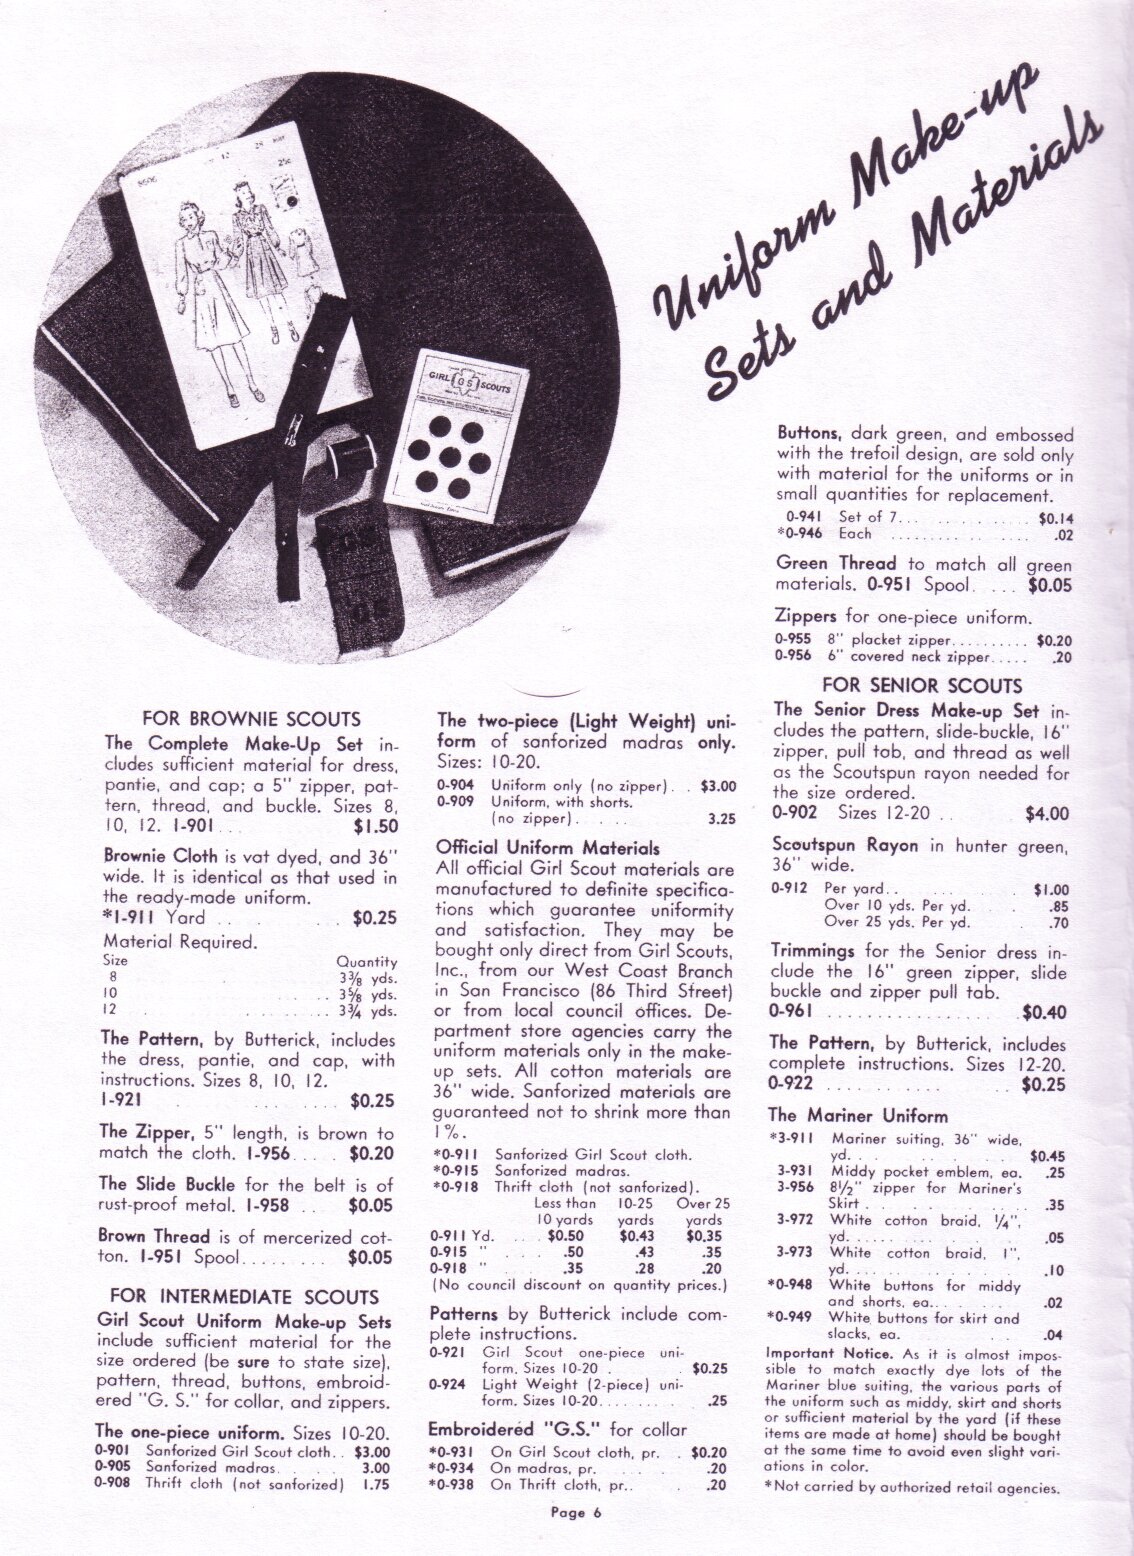 Uniform Make-up
Sets and Materials
8606
12
25c
GIRL GS SCOUTS
GS
GS
FOR BROWNIE SCOUTS
The Complete Make-Up Set in-
cludes sufficient material for dress,
pantie, and cap; a 5" zipper, pat-
tern, thread, and buckle. Sizes 8,
10, 12. 1-901 ... $1.50
Brownie Cloth is vat dyed, and 36"
wide. It is identical as that used in
the ready-made uniform.
*1-911 Yard . . . . $0.25
Material Required.
Size Quantity
8 3⅜ yds.
10 . . . . . . . 3⅝ yds.
12 . . . . . . . 3¾ yds.
The Pattern, by Butterick, includes
the dress, pantie, and cap, with
instructions. Sizes 8, 10, 12.
1-921 . . . . . . . . . $0.25
The Zipper, 5" length, is brown to
match the cloth. 1-956 . . . . $0.20
The Slide Buckle for the belt is of
rust-proof metal. 1-958 . . $0.05
Brown Thread is of mercerized cot-
ton. 1-951 Spool......... $0.05
FOR INTERMEDIATE SCOUTS
Girl Scout Uniform Make-up Sets
include sufficient material for the
size ordered (be sure to state size),
pattern, thread, buttons, embroid-
ered "G. S." for collar, and zippers.
The one-piece uniform. Sizes 10-20.
0-901 Sanforized Girl Scout cloth.. $3.00
0-905 Sanforized madras. . . . . 3.00
0-908 Thrift cloth (not sanforized) 1.75
The two-piece (Light Weight) uni-
form of sanforized madras only.
Sizes: 10-20.
0-904 Uniform only (no zipper). . $3.00
0-909 Uniform, with shorts.
(no zipper). . . . . 3.25
Official Uniform Materials
All official Girl Scout materials are
manufactured to definite specifica-
tions which guarantee uniformity
and satisfaction. They may be
bought only direct from Girl Scouts,
Inc., from our West Coast Branch
in San Francisco (86 Third Street)
or from local council offices. De-
partment store agencies carry the
uniform materials only in the make-
up sets. All cotton materials are
36" wide. Sanforized materials are
guaranteed not to shrink more than
1%.
*0-911 Sanforized Girl Scout cloth.
*0-915 Sanforized madras.
*0-918 Thrift cloth (not sanforized).
Less than 10-25 Over 25
10 yards yards yards
0-911 Yd. . . . $0.50 $0.43 $0.35
0-915 " . . . . .50 .43 .35
0-918 " . . . . .35 .28 .20
(No council discount on quantity prices.)
Patterns by Butterick include com-
plete instructions.
0-921 Girl Scout one-piece uni-
form. Sizes 10-20 . . . . . $0.25
0-924 Light Weight (2-piece) uni-
form. Sizes 10-20........ .25
Embroidered "G.S." for collar
*0-931 On Girl Scout cloth, pr. . $0.20
*0-934 On madras, pr. . . . . . .20
*0-938 On Thrift cloth, pr.. . . .20
Buttons, dark green, and embossed
with the trefoil design, are sold only
with material for the uniforms or in
small quantities for replacement.
0-941 Set of 7... . . . . . . . $0.14
*0-946 Each . . . . . . . . . .02
Green Thread to match all green
materials. 0-951 Spool. . . . $0.05
Zippers for one-piece uniform.
0-955 8" placket zipper.......... $0.20
0-956 6" covered neck zipper..... .20
FOR SENIOR SCOUTS
The Senior Dress Make-up Set in-
cludes the pattern, slide-buckle, 16"
zipper, pull tab, and thread as well
as the Scoutspun rayon needed for
the size ordered.
0-902 Sizes 12-20 . . $4.00
Scoutspun Rayon in hunter green,
36" wide.
0-912 Per yard.. . . . . . . . $1.00
Over 10 yds. Per yd. . . . .85
Over 25 yds. Per yd. . . .70
Trimmings for the Senior dress in-
clude the 16" green zipper, slide
buckle and zipper pull tab.
0-961 . . . . . . . . . . . . . . $0.40
The Pattern, by Butterick, includes
complete instructions. Sizes 12-20.
0-922 . . . . . . . . . . $0.25
The Mariner Uniform
*3-911 Mariner suiting, 36" wide,
yd. . . . . . . . . . $0.45
3-931 Middy pocket emblem, ea. .25
3-956 8½" zipper for Mariner's
Skirt . . . . . . . . . . .35
3-972 White cotton braid, ¼",
yd. . . . . . . . . . .05
3-973 White cotton braid, 1",
yd. . . . . . . . . . .10
*0-948 White buttons for middy
and shorts, ea... . . . . .02
*0-949 White buttons for skirt and
slacks, ea. . . . .04
Important Notice. As it is almost impos-
sible to match exactly dye lots of the
Mariner blue suiting, the various parts of
the uniform such as middy, skirt and shorts
or sufficient material by the yard (if these
items are made at home) should be bought
at the same time to avoid even slight vari-
ations in color.
*Not carried by authorized retail agencies.
Page 6